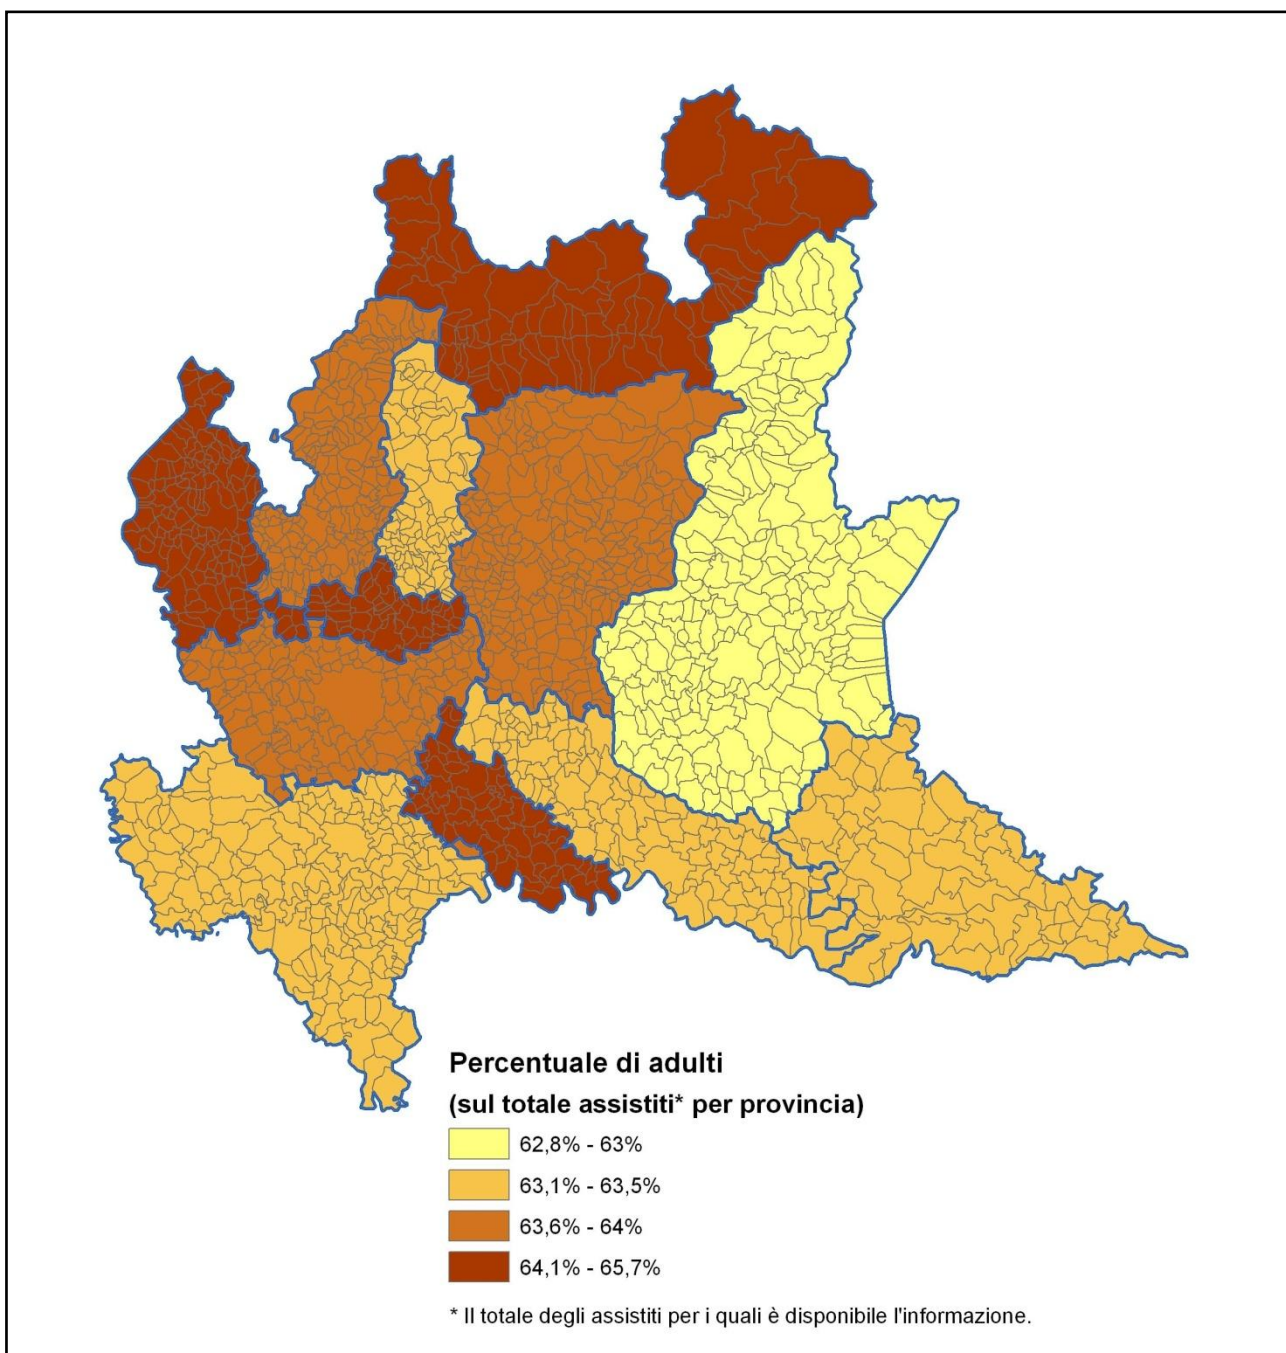 Percentuale di adulti
(sul totale assistiti* per provincia)
62,8% - 63%
63,1% - 63,5%
63,6% - 64%
64,1% - 65,7%
* Il totale degli assistiti per i quali è disponibile l'informazione.